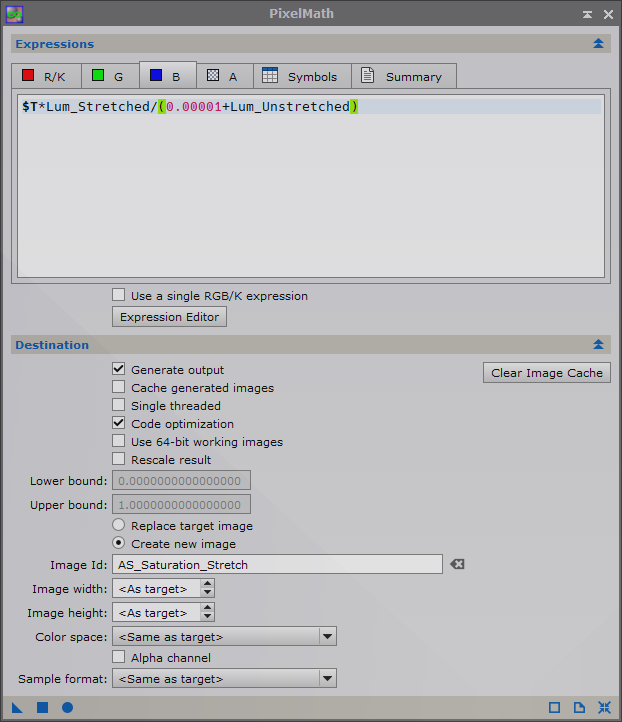 PixelMath
Expressions
R/K G B A Symbols Summary
$T*Lum_Stretched/(0.00001+Lum_Unstretched)
Use a single RGB/K expression
Expression Editor
Destination
Generate output Clear Image Cache
Cache generated images
Single threaded
Code optimization
Use 64-bit working images
Rescale result
Lower bound: 0.0000000000000000
Upper bound: 1.0000000000000000
Replace target image
Create new image
Image Id: AS_Saturation_Stretch
Image width: <As target>
Image height: <As target>
Color space: <Same as target>
Alpha channel
Sample format: <Same as target>